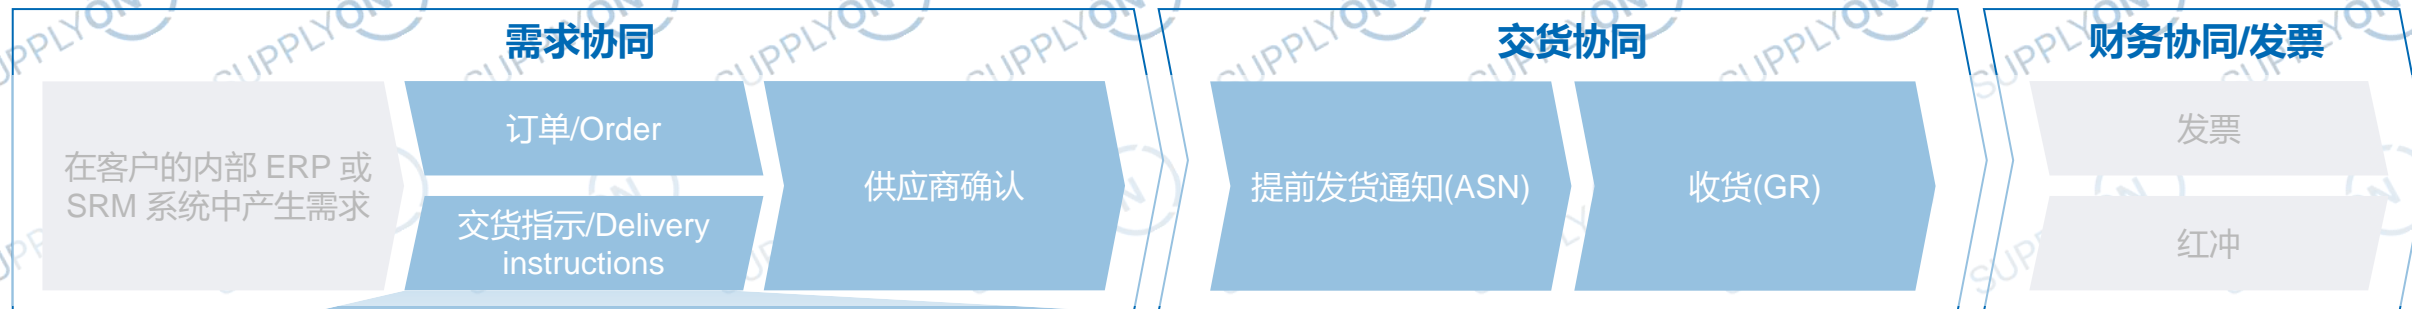 需求协同
交货协同
财务协同/发票
在客户的内部 ERP 或
SRM 系统中产生需求
订单/Order
交货指示/Delivery
instructions
供应商确认
提前发货通知(ASN)
收货(GR)
发票
红冲
SUPPLYON